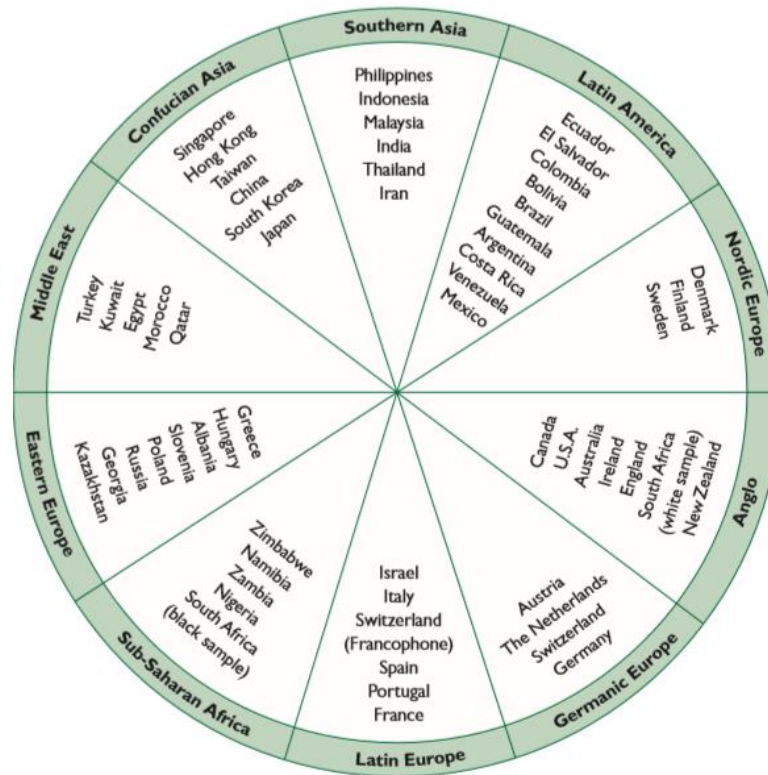 Southern Asia
Philippines
Indonesia
Malaysia
India
Thailand
Iran
Latin America
Ecuador
El Salvador
Colombia
Bolivia
Brazil
Guatemala
Argentina
Costa Rica
Venezuela
Mexico
Nordic Europe
Denmark
Finland
Sweden
Anglo
Canada
U.S.A.
Australia
Ireland
England
South Africa
(white sample)
New Zealand
Germanic Europe
Austria
The Netherlands
Switzerland
Germany
Latin Europe
Israel
Italy
Switzerland
(Francophone)
Spain
Portugal
France
Sub-Saharan Africa
Zimbabwe
Namibia
Zambia
Nigeria
South Africa
(black sample)
Eastern Europe
Greece
Hungary
Albania
Slovenia
Poland
Russia
Georgia
Kazakhstan
Middle East
Turkey
Kuwait
Egypt
Morocco
Qatar
Confucian Asia
Singapore
Hong Kong
Taiwan
China
South Korea
Japan